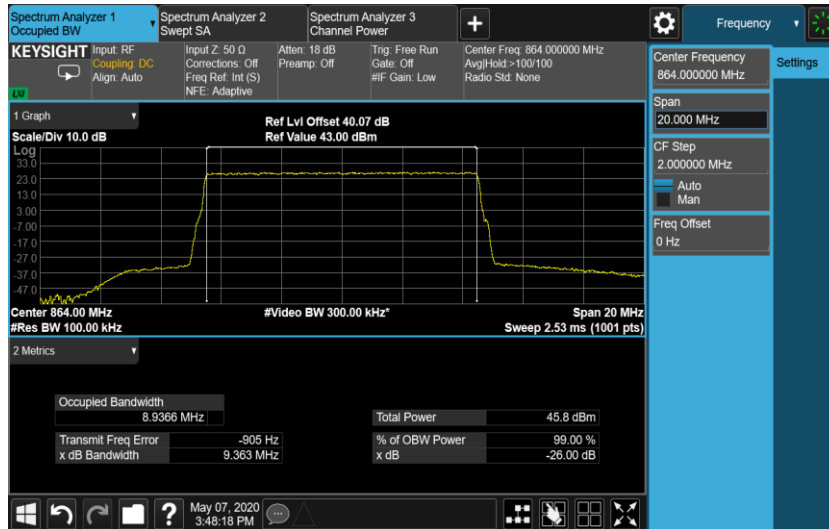 Spectrum Analyzer 1
Occupied BW
Spectrum Analyzer 2
Swept SA
Spectrum Analyzer 3
Channel Power
Frequency
KEYSIGHT
Input: RF
Coupling: DC
Align: Auto
Input Z: 50 Ω
Corrections: Off
Freq Ref: Int (S)
NFE: Adaptive
Atten: 18 dB
Preamp: Off
Trig: Free Run
Gate: Off
#IF Gain: Low
Center Freq: 864.000000 MHz
Avg|Hold:>100/100
Radio Std: None
LXI
Center Frequency
864.000000 MHz
Settings
Span
20.000 MHz
CF Step
2.000000 MHz
Auto
Man
Freq Offset
0 Hz
1 Graph
Scale/Div 10.0 dB
Ref Lvl Offset 40.07 dB
Ref Value 43.00 dBm
Log
33.0
23.0
13.0
3.00
-7.00
-17.0
-27.0
-37.0
-47.0
Center 864.00 MHz
#Video BW 300.00 kHz*
Span 20 MHz
#Res BW 100.00 kHz
Sweep 2.53 ms (1001 pts)
2 Metrics
Occupied Bandwidth
8.9366 MHz
Total Power 45.8 dBm
Transmit Freq Error -905 Hz
% of OBW Power 99.00 %
x dB Bandwidth 9.363 MHz
x dB -26.00 dB
?
May 07, 2020
3:48:18 PM